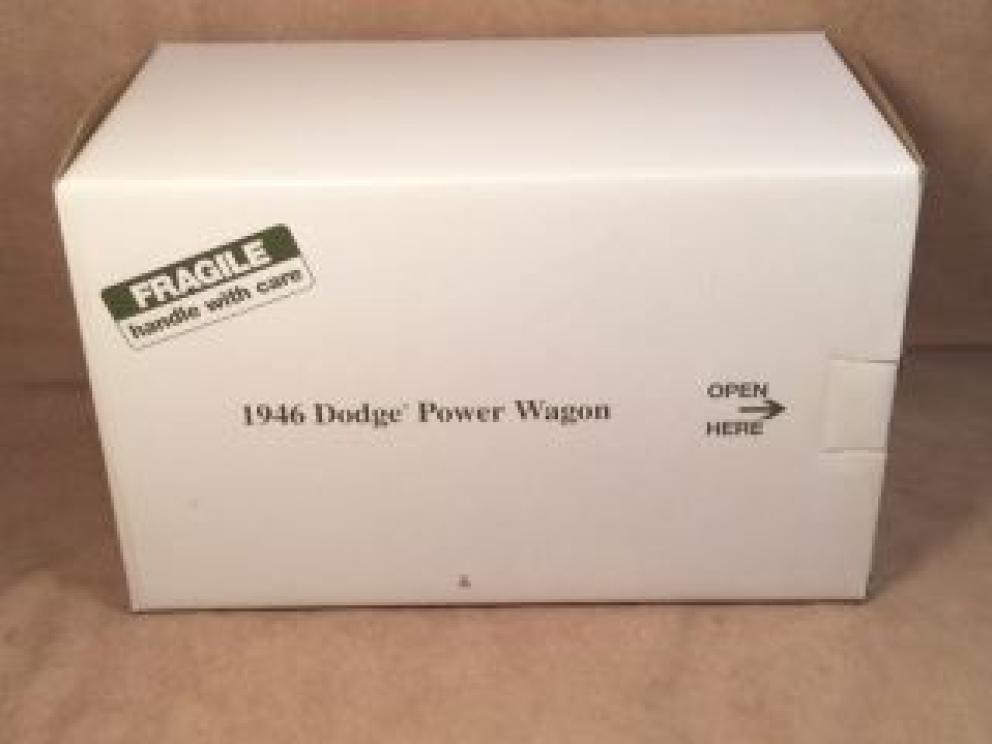 FRAGILE
handle with care
1946 Dodge® Power Wagon
OPEN
HERE